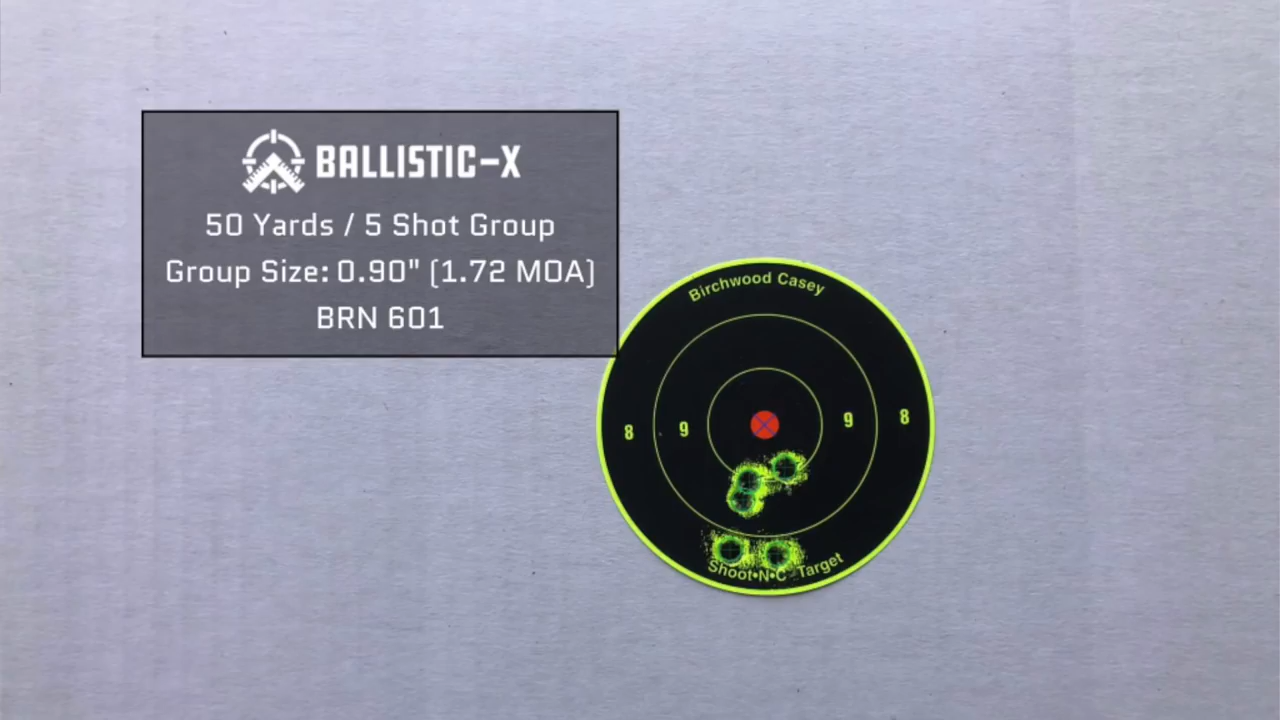 BALLISTIC-X
50 Yards / 5 Shot Group
Group Size: 0.90" (1.72 MOA)
BRN 601
Birchwood Casey
8 9 9 8
Shoot•N•C Target